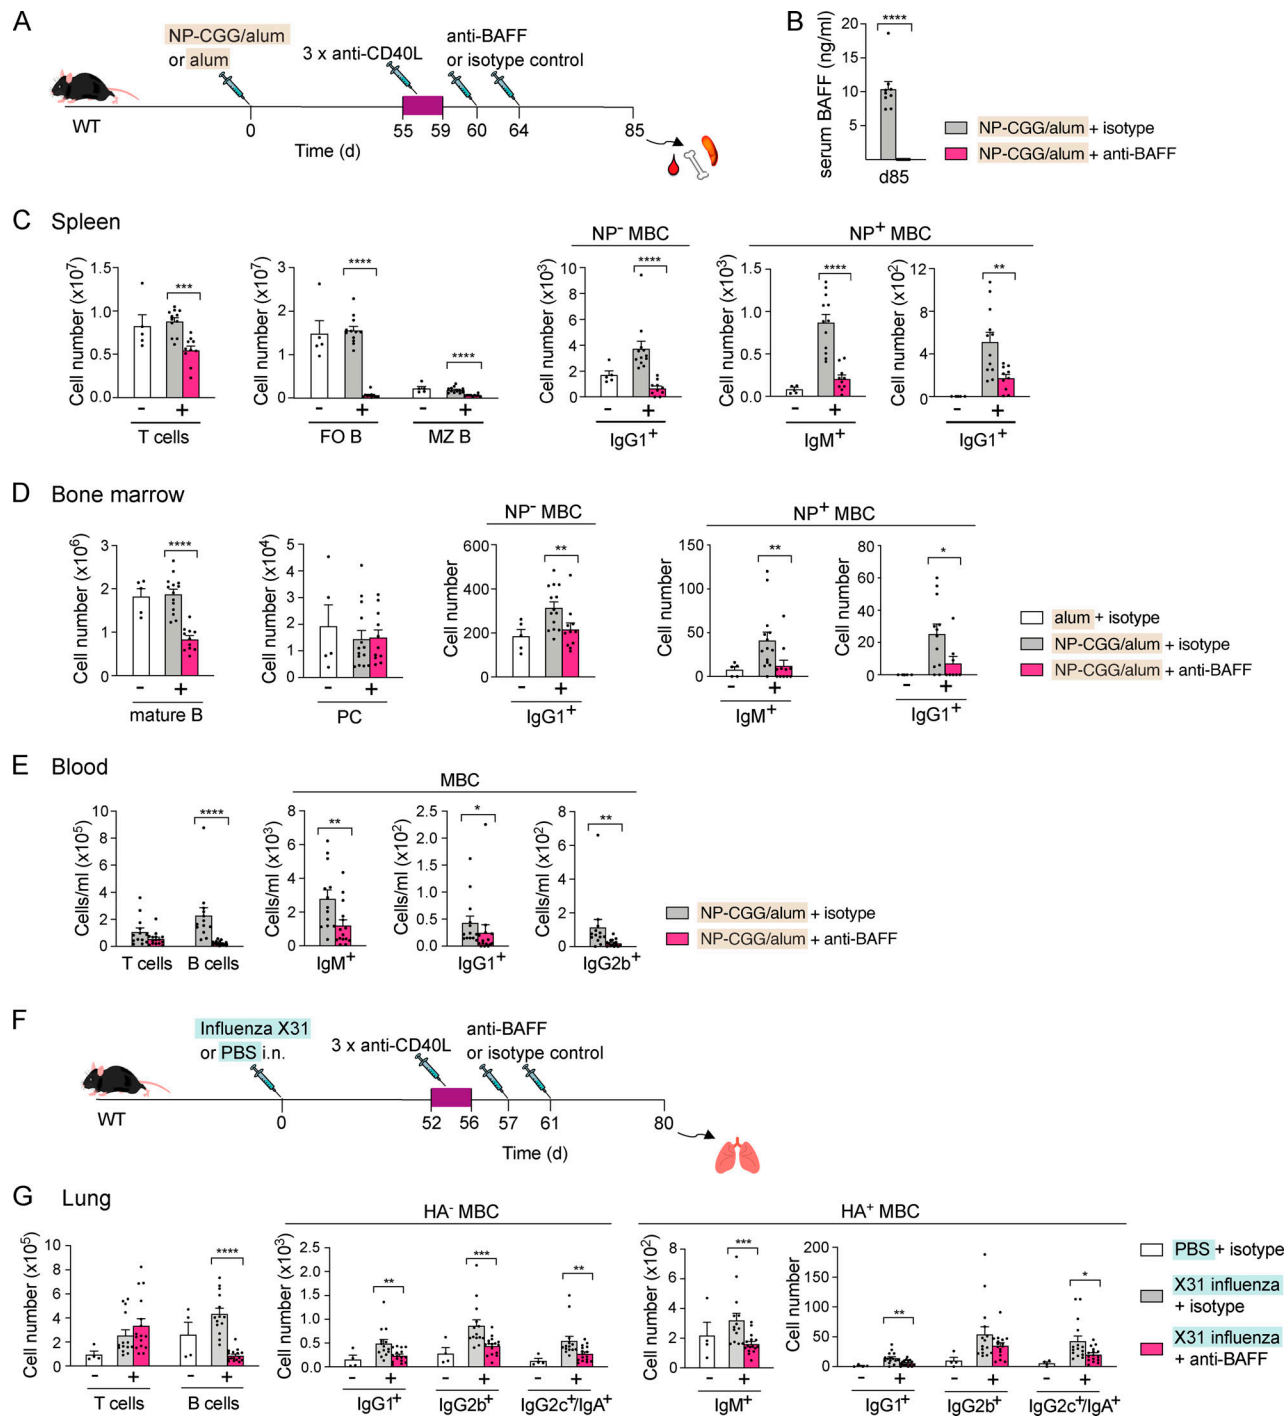 A
NP-CGG/alum
or alum
3 x anti-CD40L
anti-BAFF
or isotype control
WT
0
55
59
60
64
85
Time (d)
B
serum BAFF (ng/ml)
20
15
10
5
****
d85
NP-CGG/alum + isotype
NP-CGG/alum + anti-BAFF
C Spleen
NP- MBC
NP+ MBC
Cell number (x10⁷)
1.5
1.0
0.5
0.0
***
- +
T cells
Cell number (x10⁷)
3
2
1
0
****
****
- + - +
FO B MZ B
Cell number (x10³)
10
8
6
4
2
0
****
- +
IgG1+
Cell number (x10³)
1.5
1.0
0.5
0.0
****
- +
IgM+
Cell number (x10²)
12
8
4
0
**
- +
IgG1+
D Bone marrow
NP- MBC
NP+ MBC
Cell number (x10⁶)
3
2
1
0
****
- +
mature B
Cell number (x10⁴)
5
4
3
2
1
0
- +
PC
Cell number
600
400
200
0
**
- +
IgG1+
Cell number
150
100
50
0
**
- +
IgM+
Cell number
80
60
40
20
0
*
- +
IgG1+
alum + isotype
NP-CGG/alum + isotype
NP-CGG/alum + anti-BAFF
E Blood
MBC
Cells/ml (x10⁵)
10
8
6
4
2
0
****
T cells B cells
Cells/ml (x10³)
8
6
4
2
0
**
IgM+
Cells/ml (x10²)
2.5
2.0
1.5
1.0
0.5
0.0
*
IgG1+
Cells/ml (x10²)
8
6
4
2
0
**
IgG2b+
NP-CGG/alum + isotype
NP-CGG/alum + anti-BAFF
F
Influenza X31
or PBS i.n.
3 x anti-CD40L
anti-BAFF
or isotype control
WT
0
52
56
57
61
80
Time (d)
G Lung
HA- MBC
HA+ MBC
Cell number (x10⁵)
10
8
6
4
2
0
****
- + - +
T cells B cells
Cell number (x10³)
2.5
2.0
1.5
1.0
0.5
0.0
**
***
**
- + - + - +
IgG1+ IgG2b+ IgG2c+/IgA+
Cell number (x10²)
8
6
4
2
0
***
- +
IgM+
Cell number
200
150
100
50
0
**
*
- + - + - +
IgG1+ IgG2b+ IgG2c+/IgA+
PBS + isotype
X31 influenza
+ isotype
X31 influenza
+ anti-BAFF